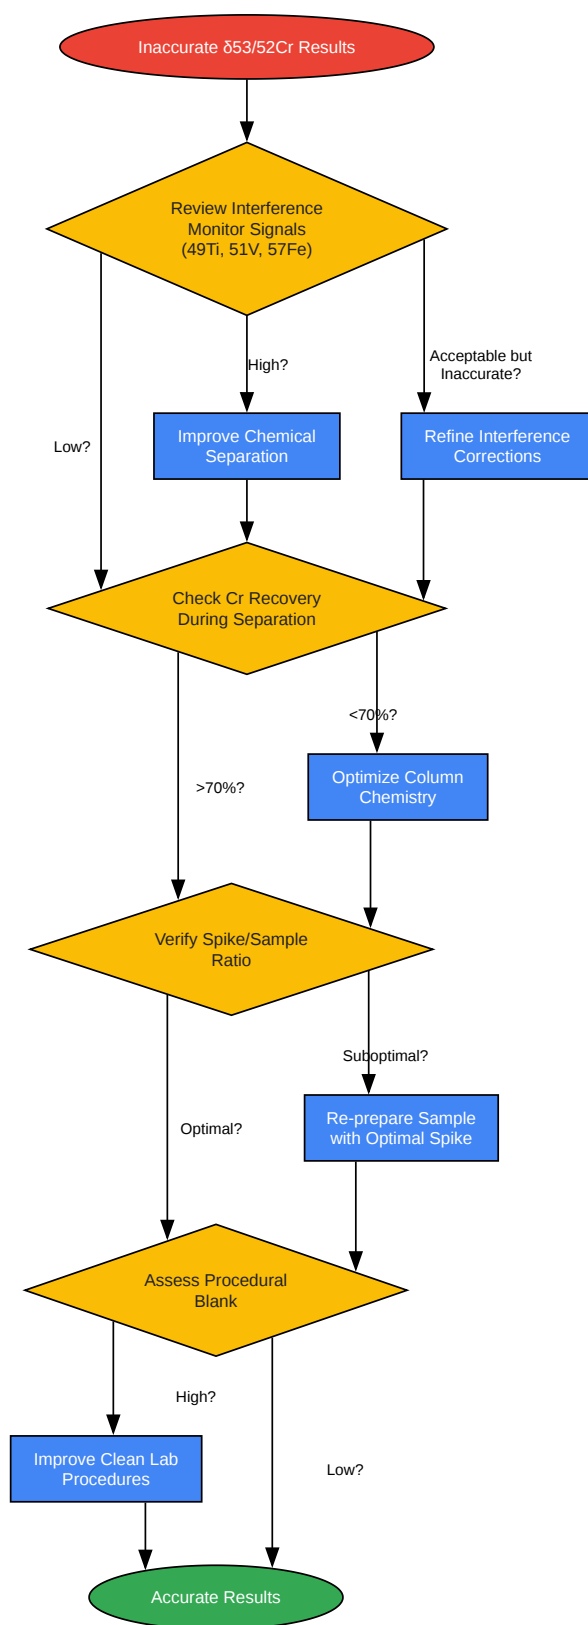 Inaccurate δ53/52Cr Results
Review Interference
Monitor Signals
(49Ti, 51V, 57Fe)
High?
Acceptable but
Inaccurate?
Low?
Improve Chemical
Separation
Refine Interference
Corrections
Check Cr Recovery
During Separation
<70%?
>70%?
Optimize Column
Chemistry
Verify Spike/Sample
Ratio
Suboptimal?
Optimal?
Re-prepare Sample
with Optimal Spike
Assess Procedural
Blank
High?
Low?
Improve Clean Lab
Procedures
Accurate Results